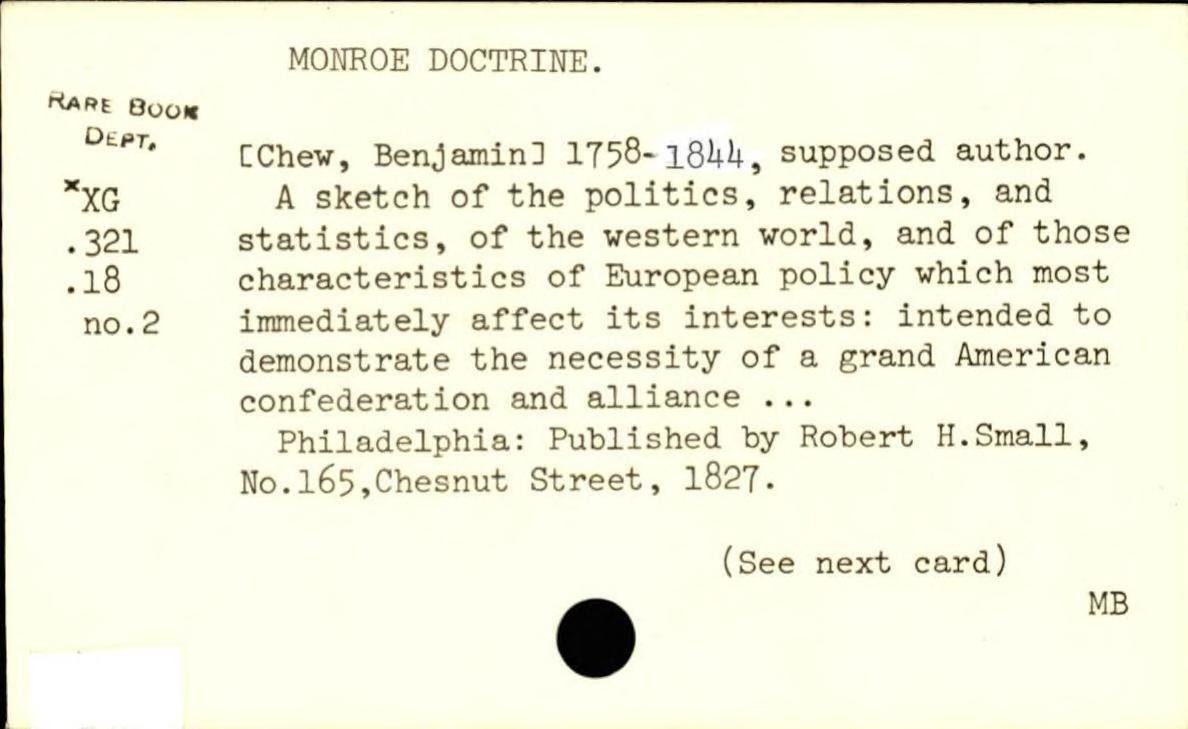 MONROE DOCTRINE.
RARE BOOK
DEPT.
[Chew, Benjamin] 1758-1844, supposed author.
xXG
A sketch of the politics, relations, and
.321
statistics, of the western world, and of those
.18
characteristics of European policy which most
no.2
immediately affect its interests: intended to
demonstrate the necessity of a grand American
confederation and alliance ...
Philadelphia: Published by Robert H.Small,
No.165,Chesnut Street, 1827.
(See next card)
MB